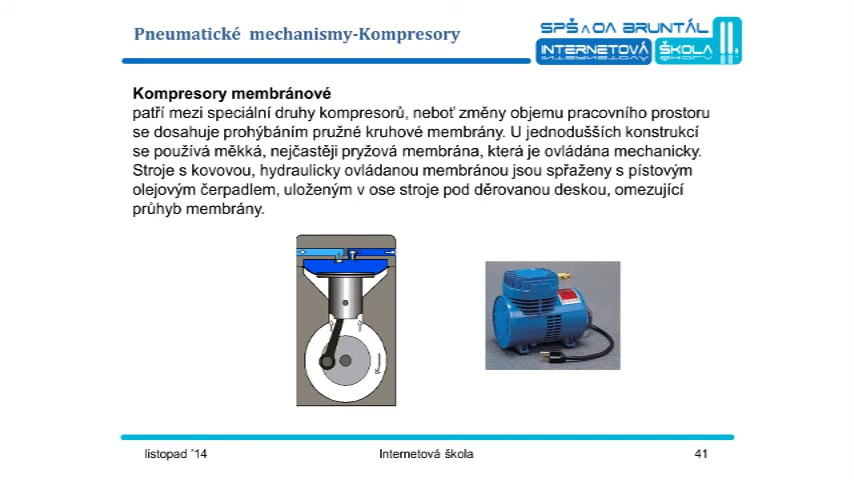 Pneumatické mechanismy-Kompresory
SPŠ A OA BRUNTÁL
INTERNETOVÁ ŠKOLA
Kompresory membránové
patří mezi speciální druhy kompresorů, neboť změny objemu pracovního prostoru
se dosahuje prohýbáním pružné kruhové membrány. U jednodušších konstrukcí
se používá měkká, nejčastěji pryžová membrána, která je ovládána mechanicky.
Stroje s kovovou, hydraulicky ovládanou membránou jsou spřaženy s pístovým
olejovým čerpadlem, uloženým v ose stroje pod děrovanou deskou, omezující
průhyb membrány.
listopad ’14
Internetová škola
41